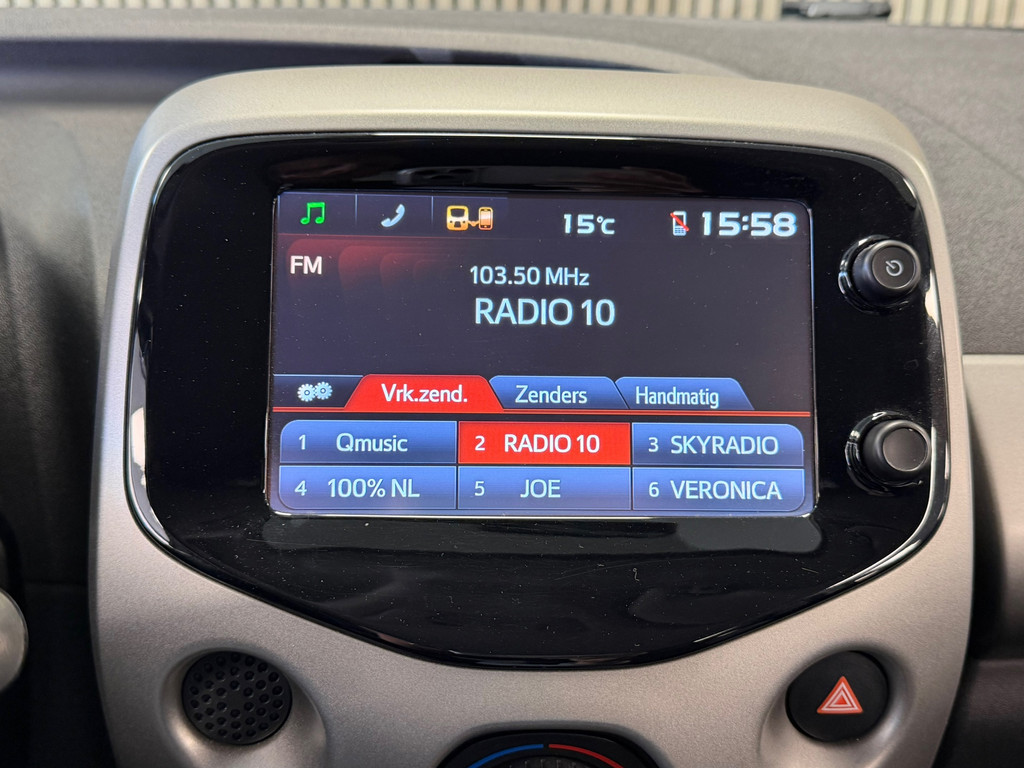 15°C 15:58
FM
103.50 MHz
RADIO 10
Vrk.zend. Zenders Handmatig
1 Qmusic 2 RADIO 10 3 SKYRADIO
4 100% NL 5 JOE 6 VERONICA